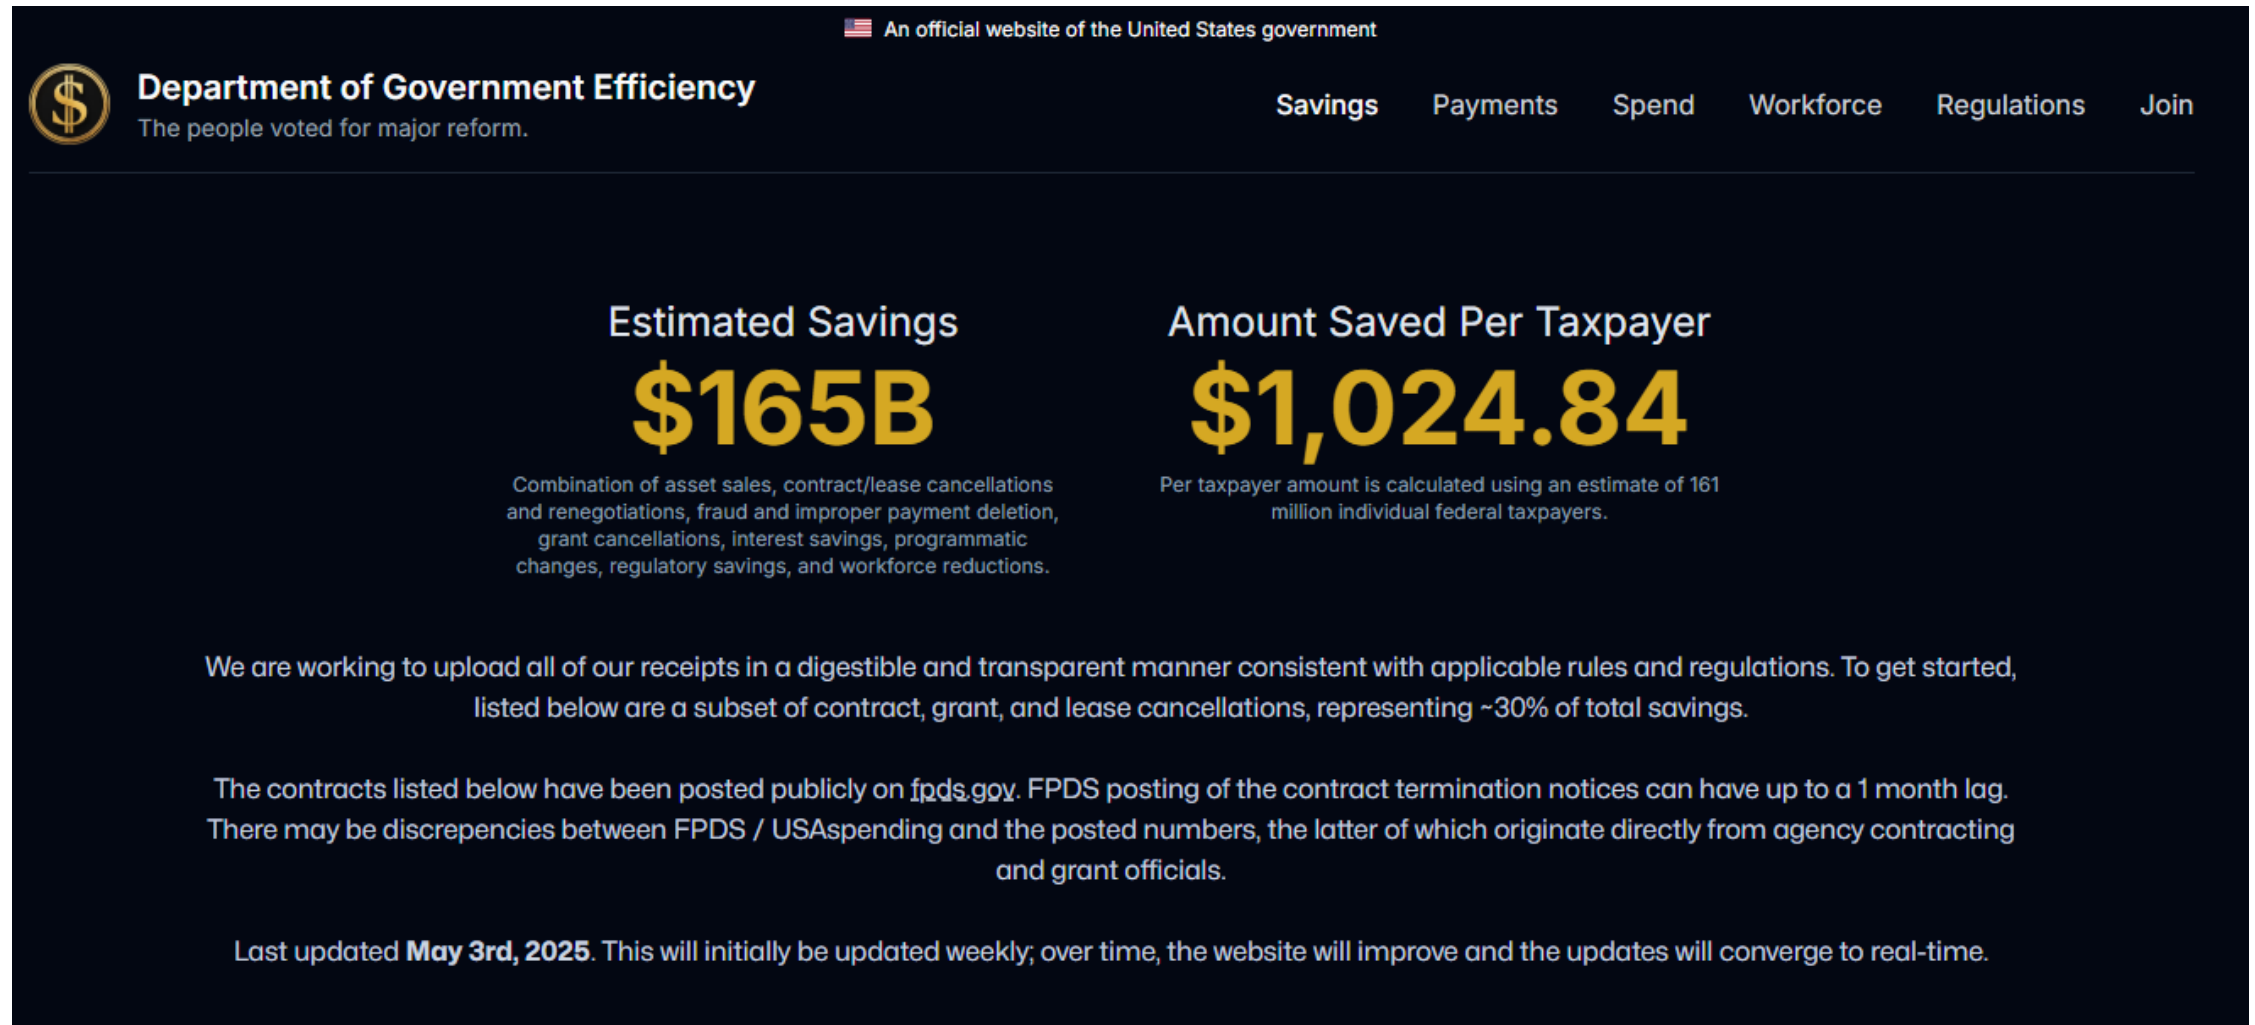 An official website of the United States government
Department of Government Efficiency
The people voted for major reform.
Savings Payments Spend Workforce Regulations Join
Estimated Savings
$165B
Combination of asset sales, contract/lease cancellations
and renegotiations, fraud and improper payment deletion,
grant cancellations, interest savings, programmatic
changes, regulatory savings, and workforce reductions.
Amount Saved Per Taxpayer
$1,024.84
Per taxpayer amount is calculated using an estimate of 161
million individual federal taxpayers.
We are working to upload all of our receipts in a digestible and transparent manner consistent with applicable rules and regulations. To get started,
listed below are a subset of contract, grant, and lease cancellations, representing ~30% of total savings.
The contracts listed below have been posted publicly on fpds.gov. FPDS posting of the contract termination notices can have up to a 1 month lag.
There may be discrepencies between FPDS / USAspending and the posted numbers, the latter of which originate directly from agency contracting
and grant officials.
Last updated May 3rd, 2025. This will initially be updated weekly; over time, the website will improve and the updates will converge to real-time.